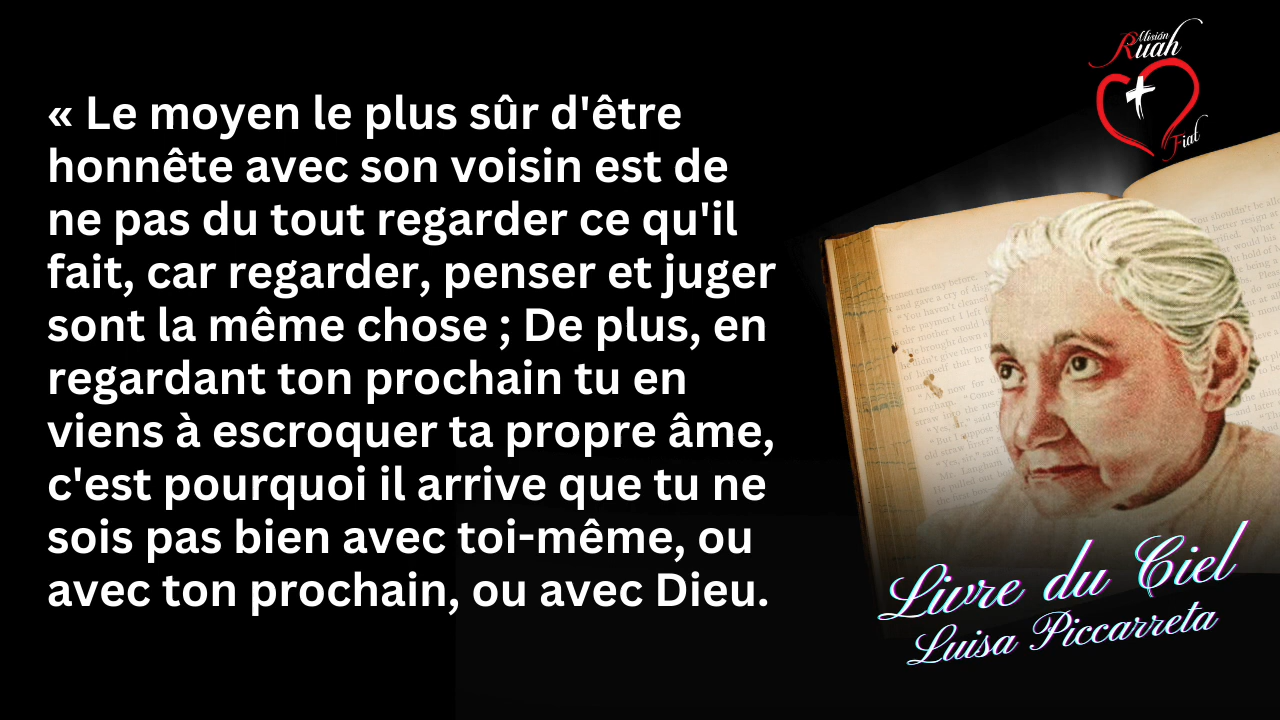 « Le moyen le plus sûr d'être
honnête avec son voisin est de
ne pas du tout regarder ce qu'il
fait, car regarder, penser et juger
sont la même chose ; De plus, en
regardant ton prochain tu en
viens à escroquer ta propre âme,
c'est pourquoi il arrive que tu ne
sois pas bien avec toi-même, ou
avec ton prochain, ou avec Dieu.
Misión
Ruah
Fiat
Livre du Ciel
Luisa Piccarreta